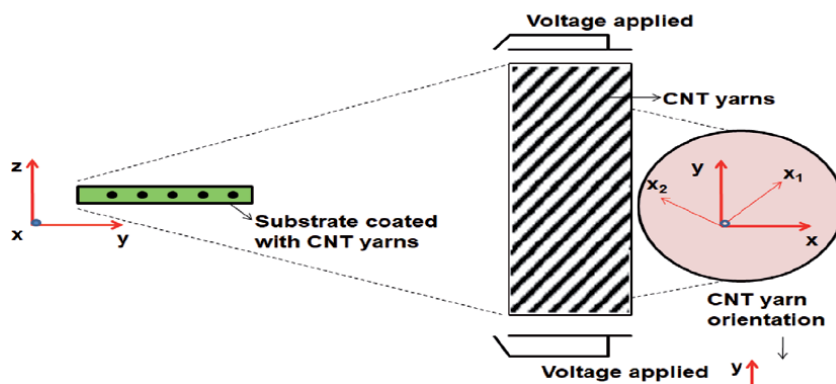 Voltage applied
CNT yarns
z
x
y
Substrate coated
with CNT yarns
y
x₁
x₂
x
CNT yarn
orientation
Voltage applied
y